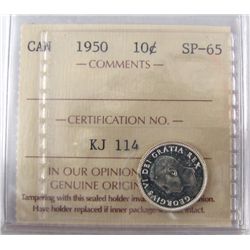 CAN 1950 10¢ SP-65
— COMMENTS —
— CERTIFICATION NO. —
KJ 114
IN OUR OPINION
GENUINE ORIGIN
Tampering with this sealed holder
Have holder replaced if inner package
GEORGIVS VI DEI GRATIA REX